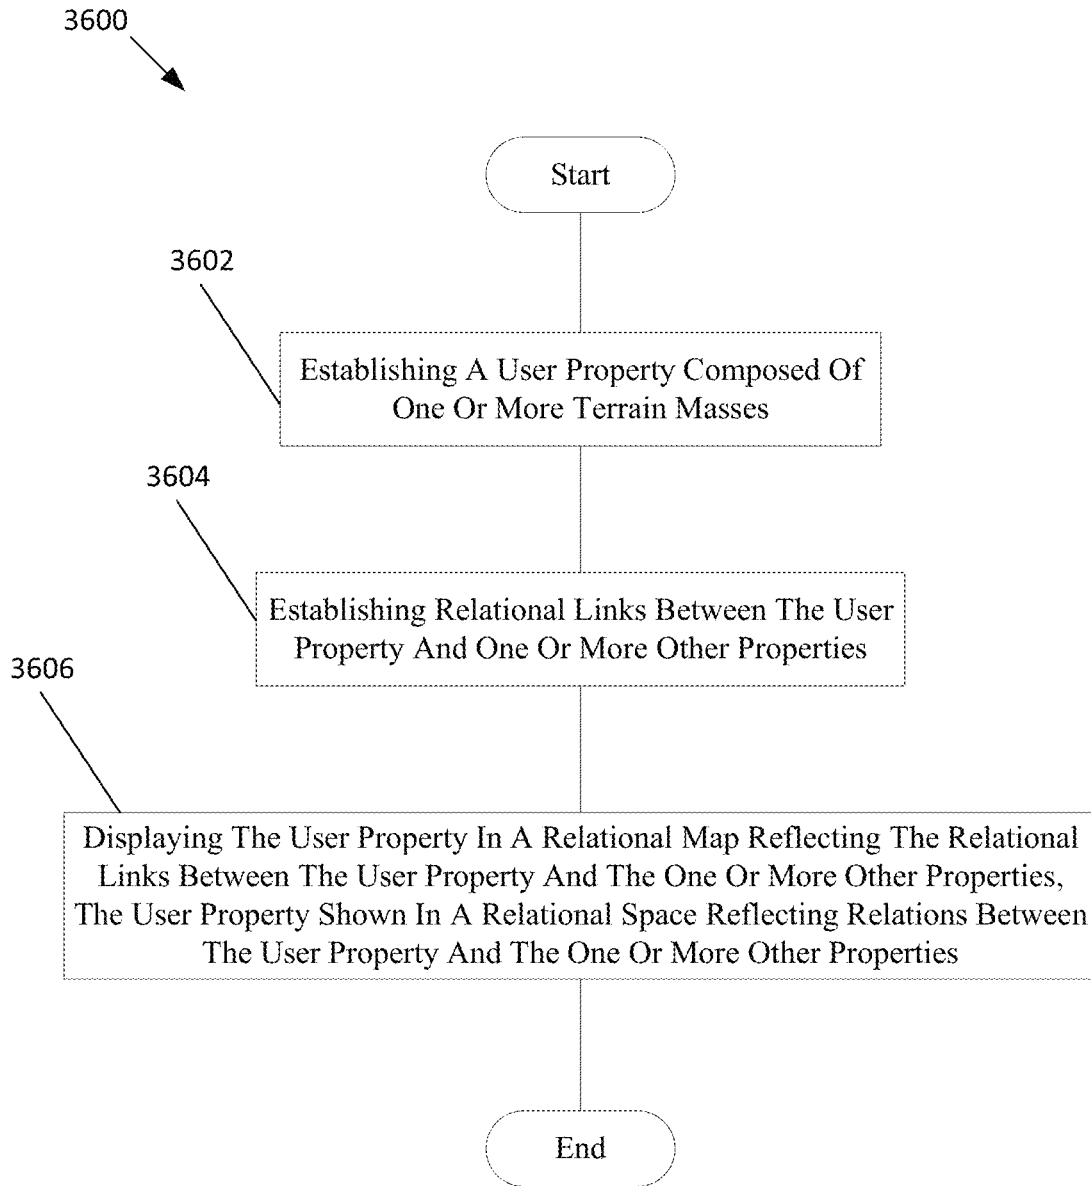 3600
Start
3602
Establishing A User Property Composed Of
One Or More Terrain Masses
3604
Establishing Relational Links Between The User
Property And One Or More Other Properties
3606
Displaying The User Property In A Relational Map Reflecting The Relational
Links Between The User Property And The One Or More Other Properties,
The User Property Shown In A Relational Space Reflecting Relations Between
The User Property And The One Or More Other Properties
End